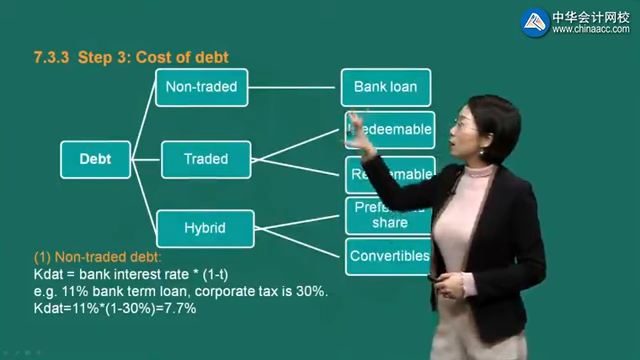 中华会计网校
www.chinaacc.com
7.3.3 Step 3: Cost of debt
Non-traded
Bank loan
Debt
Traded
Redeemable
Hybrid
share
Convertibles
(1) Non-traded debt:
Kdat = bank interest rate * (1-t)
e.g. 11% bank term loan, corporate tax is 30%.
Kdat=11%*(1-30%)=7.7%